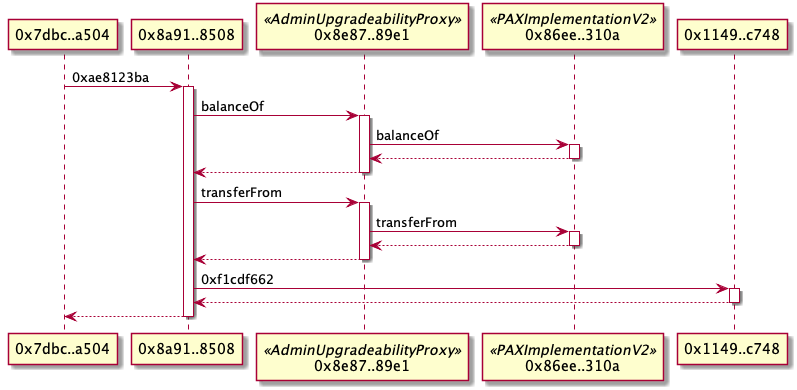 0x7dbc..a504
0x8a91..8508
«AdminUpgradeabilityProxy»
0x8e87..89e1
«PAXImplementationV2»
0x86ee..310a
0x1149..c748
0xae8123ba
balanceOf
balanceOf
transferFrom
transferFrom
0xf1cdf662
0x7dbc..a504
0x8a91..8508
«AdminUpgradeabilityProxy»
0x8e87..89e1
«PAXImplementationV2»
0x86ee..310a
0x1149..c748